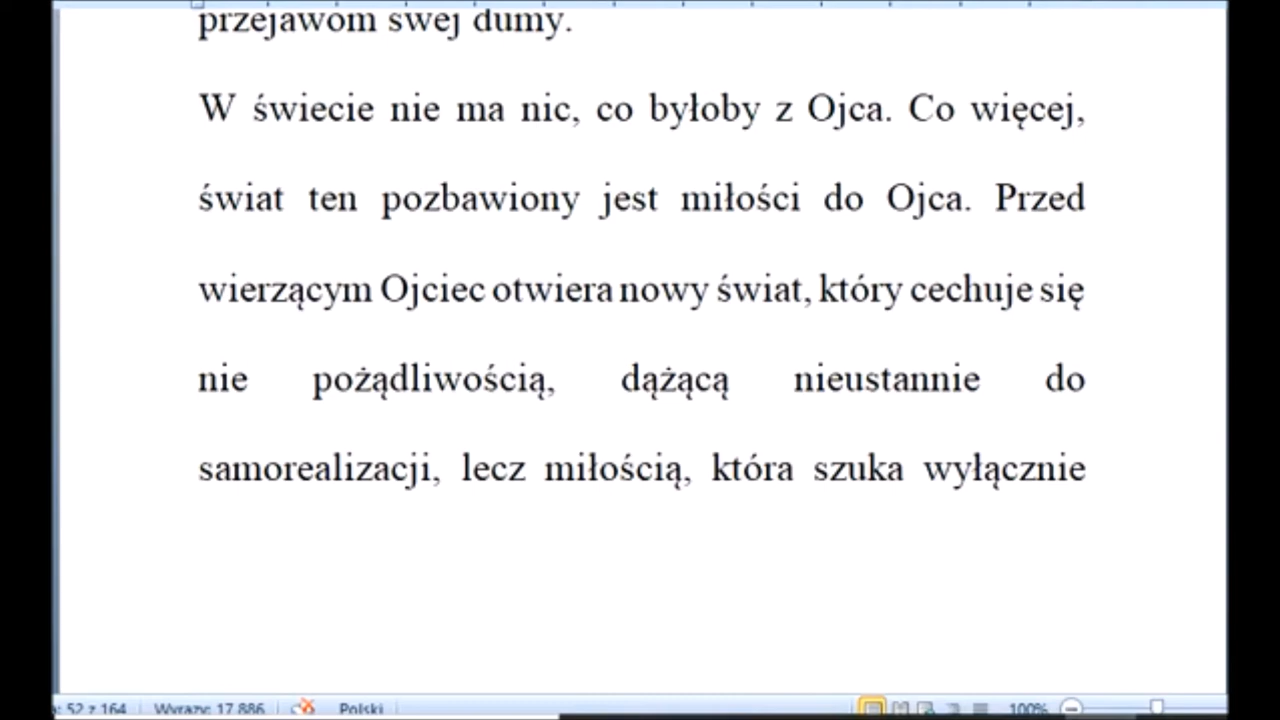 przejawom swej dumy.
W świecie nie ma nic, co byłoby z Ojca. Co więcej,
świat ten pozbawiony jest miłości do Ojca. Przed
wierzącym Ojciec otwiera nowy świat, który cechuje się
nie pożądliwością, dążącą nieustannie do
samorealizacji, lecz miłością, która szuka wyłącznie
: 52 z 164 Wyrazy: 17 886 Polski 100%